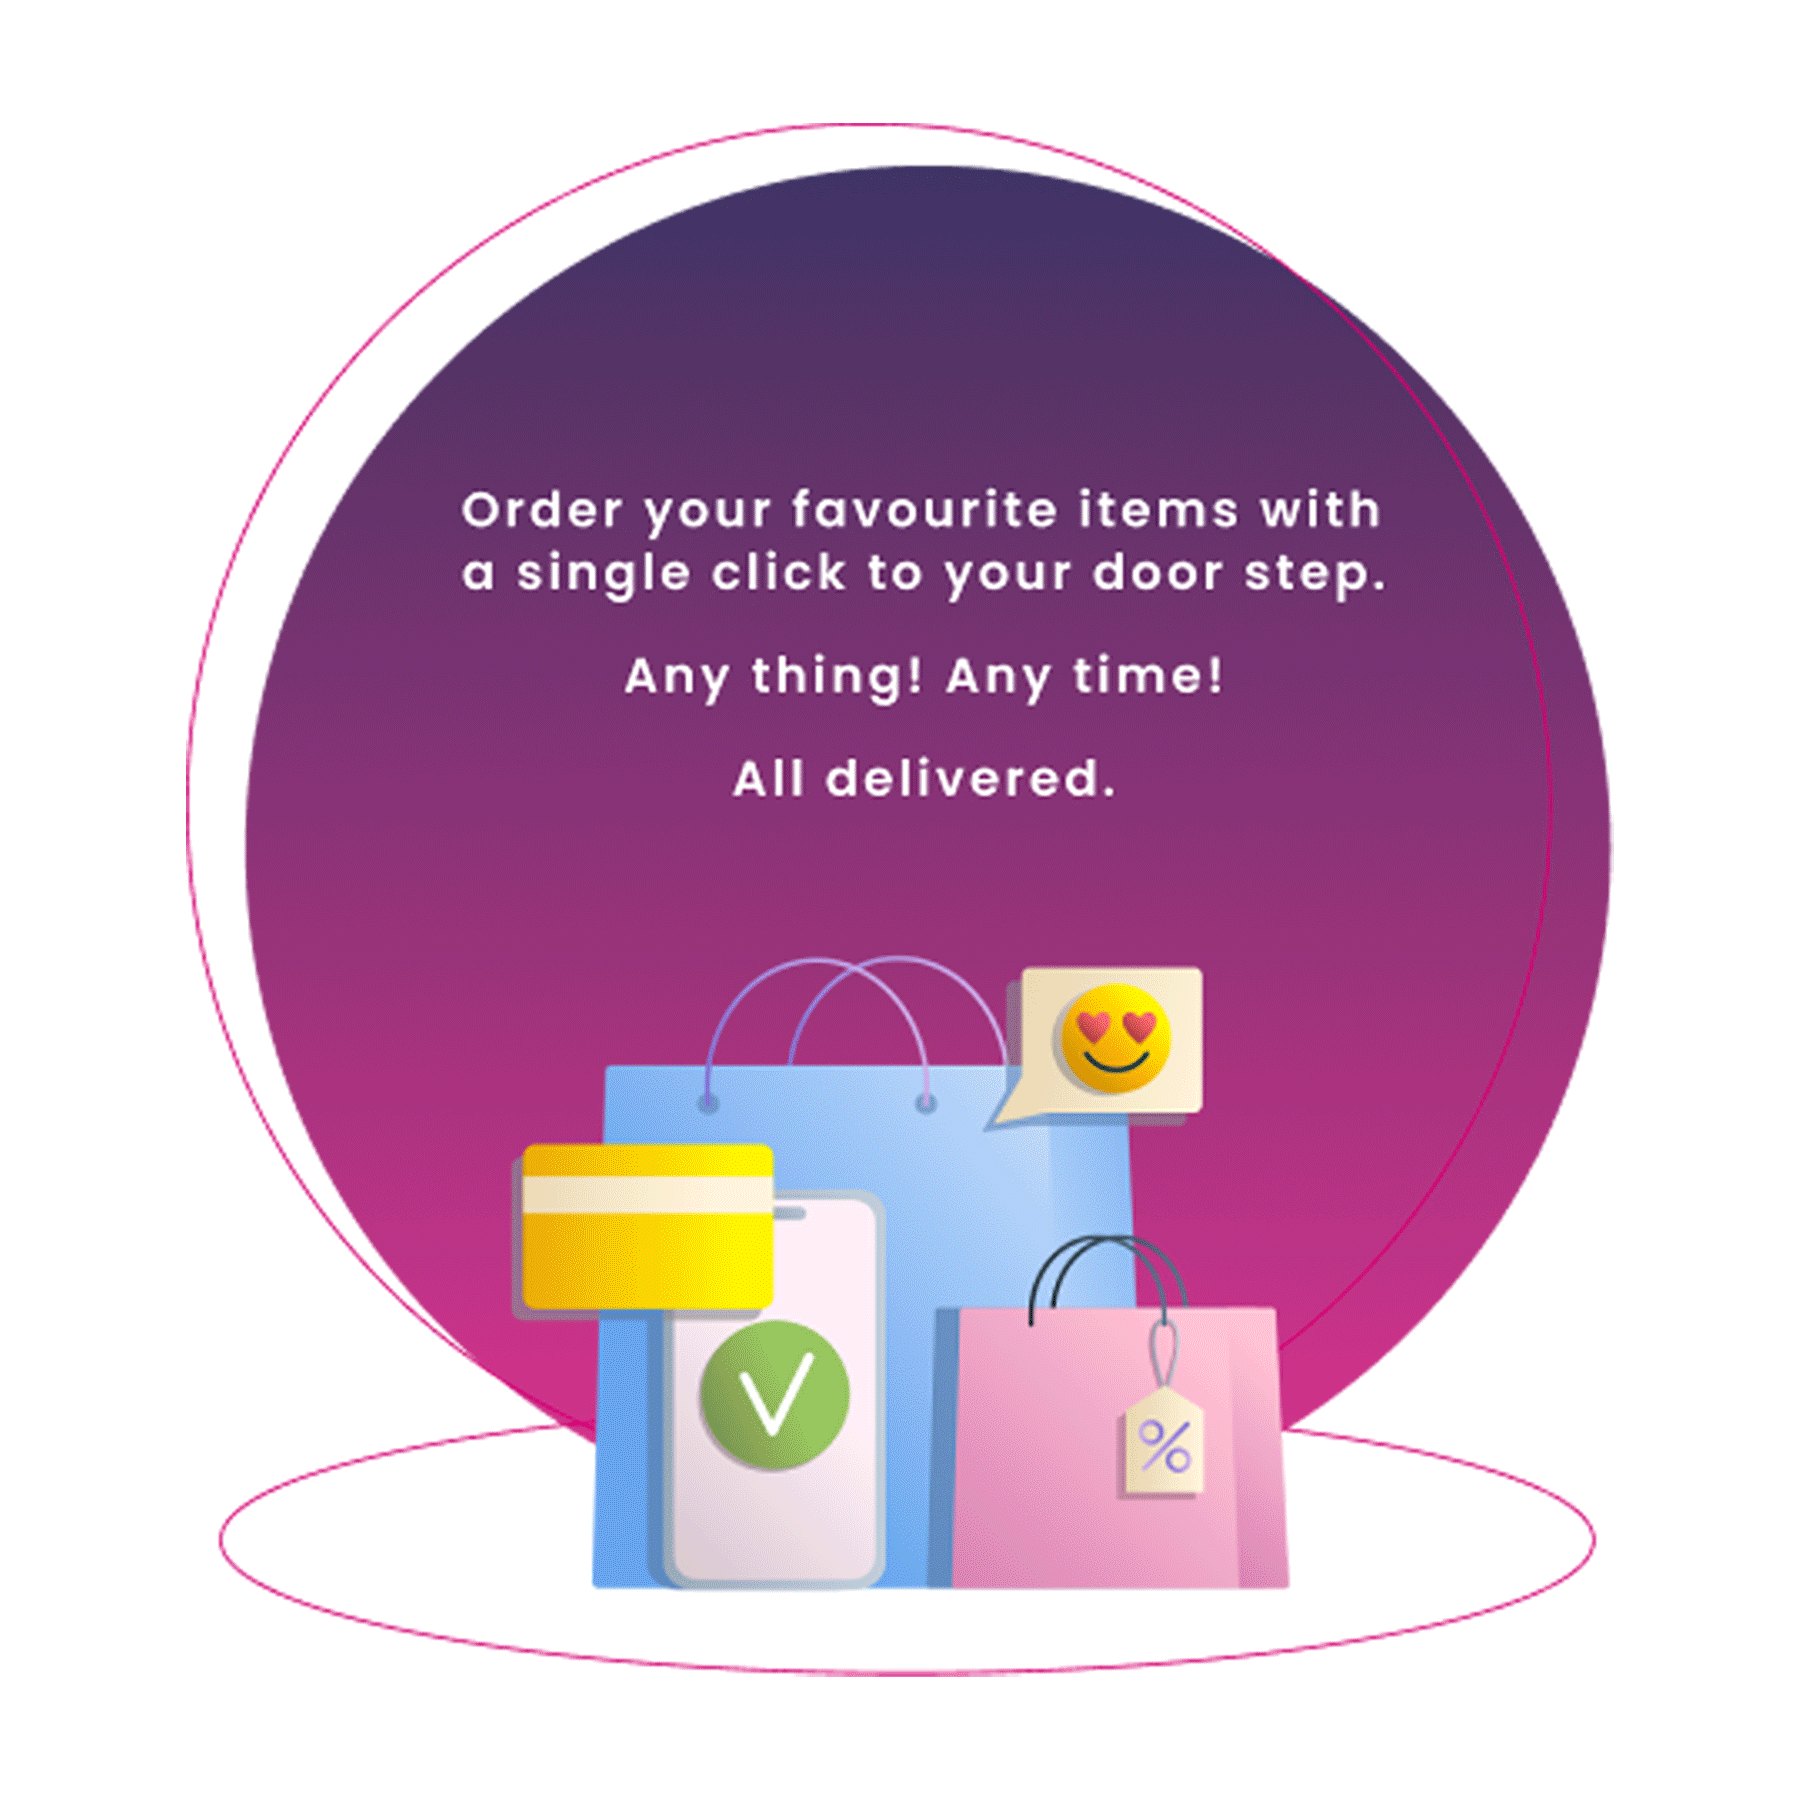 Order your favourite items with
a single click to your door step.
Any thing! Any time!
All delivered.
%